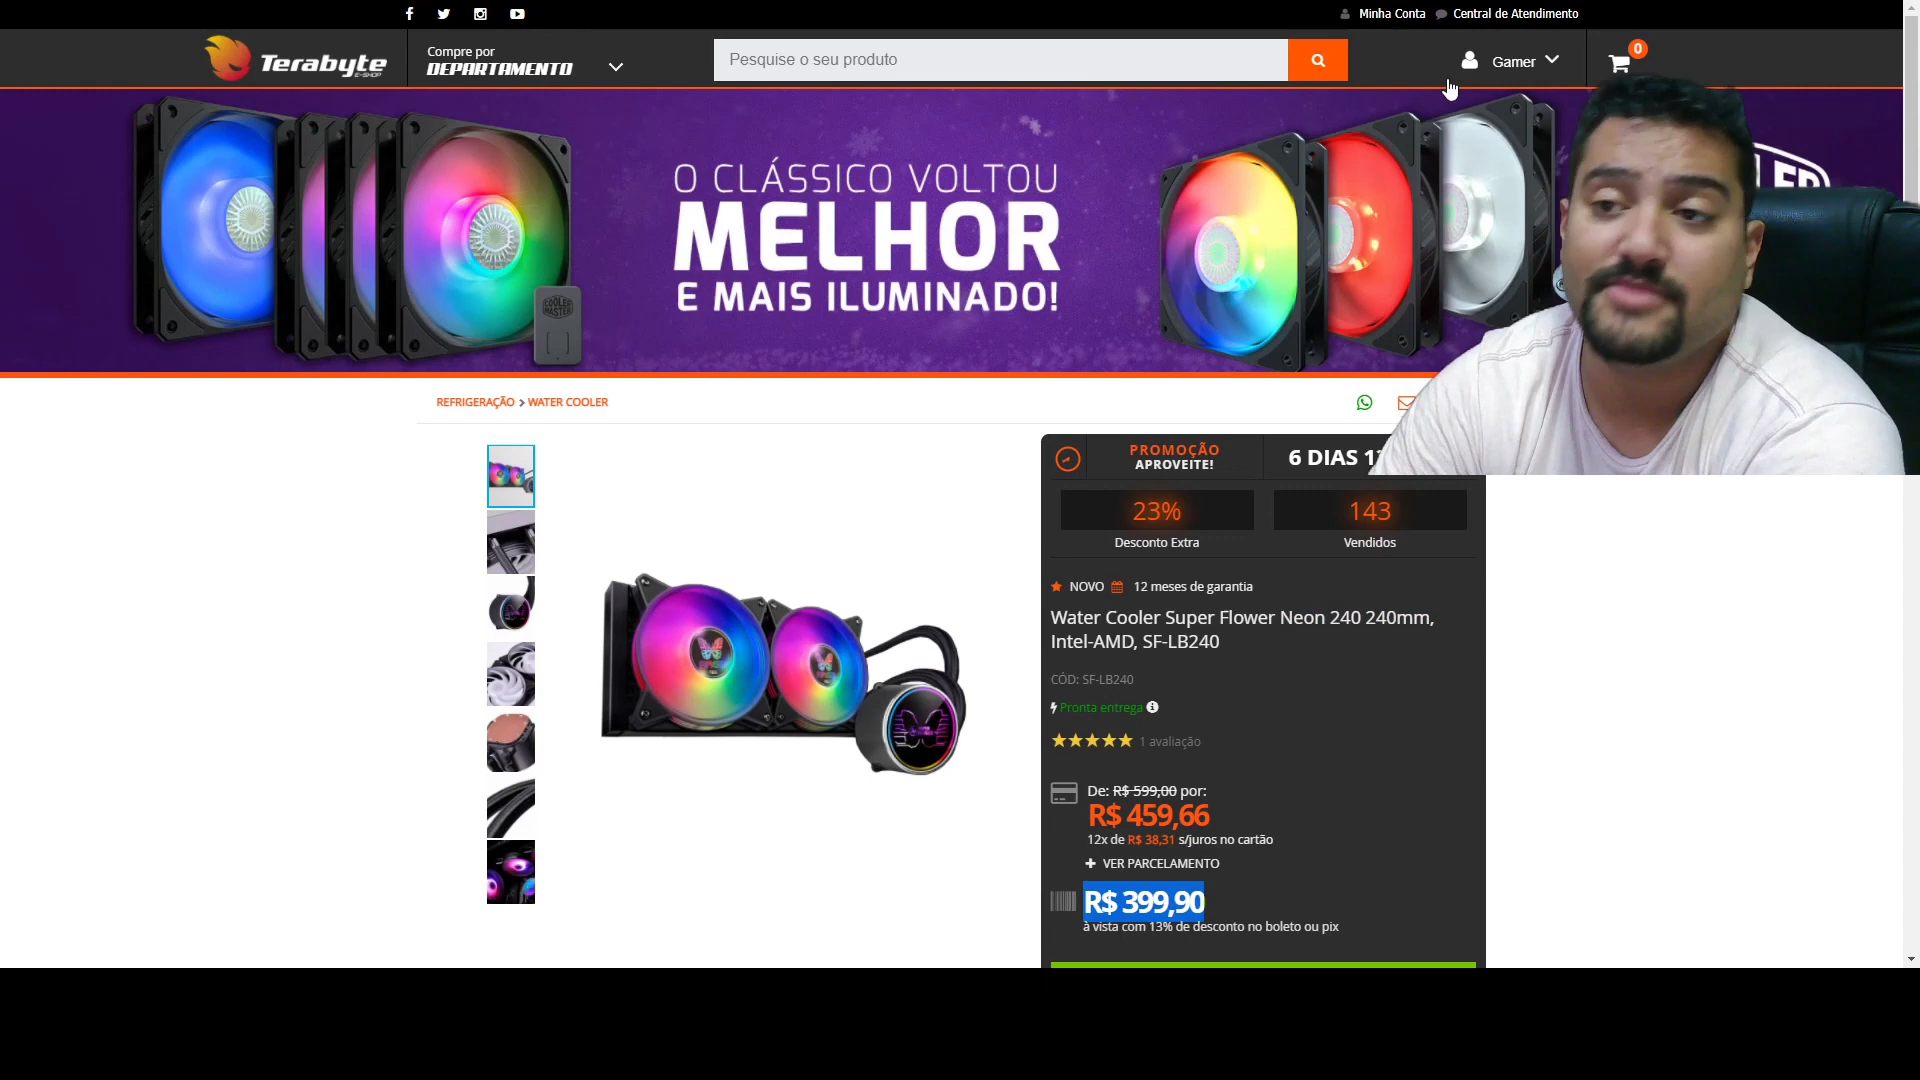 Minha Conta
Central de Atendimento
Terabyte
E-SHOP
Compre por
DEPARTAMENTO
Pesquise o seu produto
Gamer
0
O CLÁSSICO VOLTOU
MELHOR
E MAIS ILUMINADO!
COOLER
MASTER
REFRIGERAÇÃO > WATER COOLER
PROMOÇÃO
APROVEITE!
6 DIAS
23%
Desconto Extra
143
Vendidos
NOVO
12 meses de garantia
Water Cooler Super Flower Neon 240 240mm,
Intel-AMD, SF-LB240
CÓD: SF-LB240
Pronta entrega
1 avaliação
De: R$ 599,00 por:
R$ 459,66
12x de R$ 38,31 s/juros no cartão
+ VER PARCELAMENTO
R$ 399,90
à vista com 13% de desconto no boleto ou pix